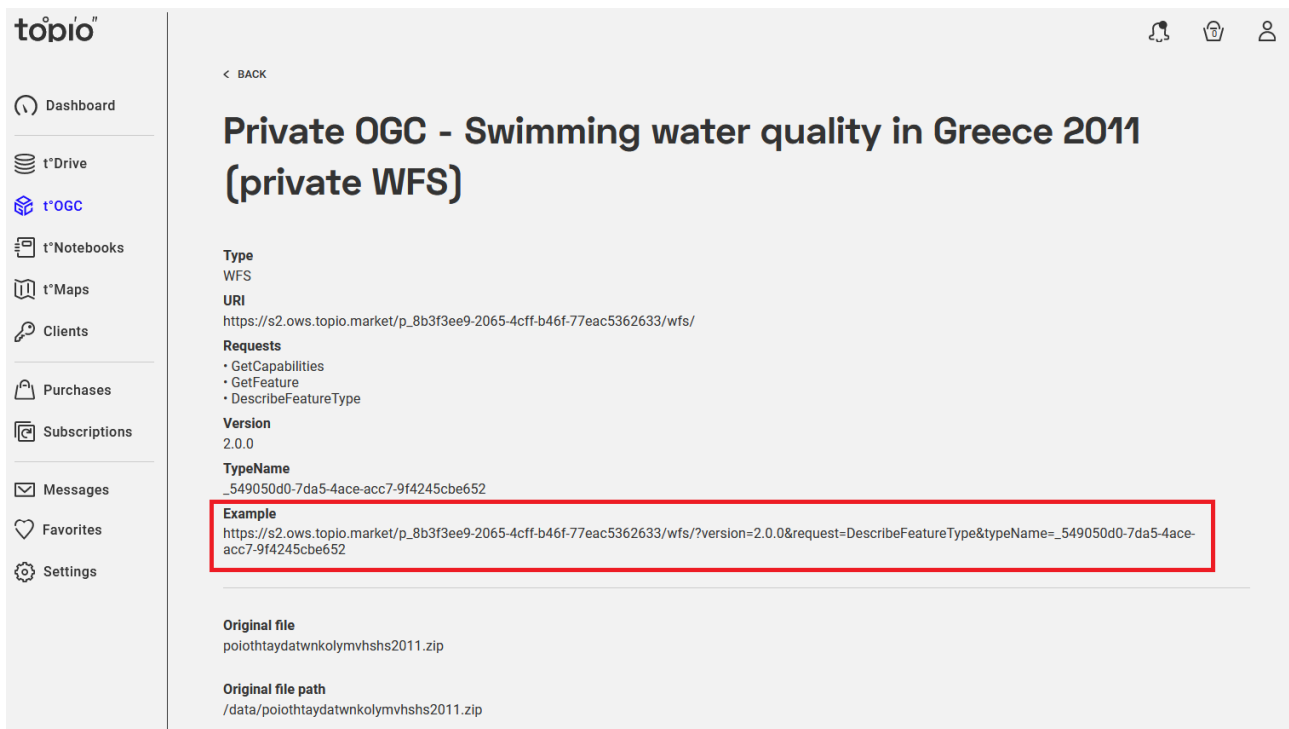 topio
< BACK
Dashboard
t°Drive
t°OGC
t°Notebooks
t°Maps
Clients
Purchases
Subscriptions
Messages
Favorites
Settings
0
Private OGC - Swimming water quality in Greece 2011
(private WFS)
Type
WFS
URI
https://s2.ows.topio.market/p_8b3f3ee9-2065-4cff-b46f-77eac5362633/wfs/
Requests
• GetCapabilities
• GetFeature
• DescribeFeatureType
Version
2.0.0
TypeName
_549050d0-7da5-4ace-acc7-9f4245cbe652
Example
https://s2.ows.topio.market/p_8b3f3ee9-2065-4cff-b46f-77eac5362633/wfs/?version=2.0.0&request=DescribeFeatureType&typeName=_549050d0-7da5-4ace-
acc7-9f4245cbe652
Original file
poiothtaydatwnkolymvhshs2011.zip
Original file path
/data/poiothtaydatwnkolymvhshs2011.zip